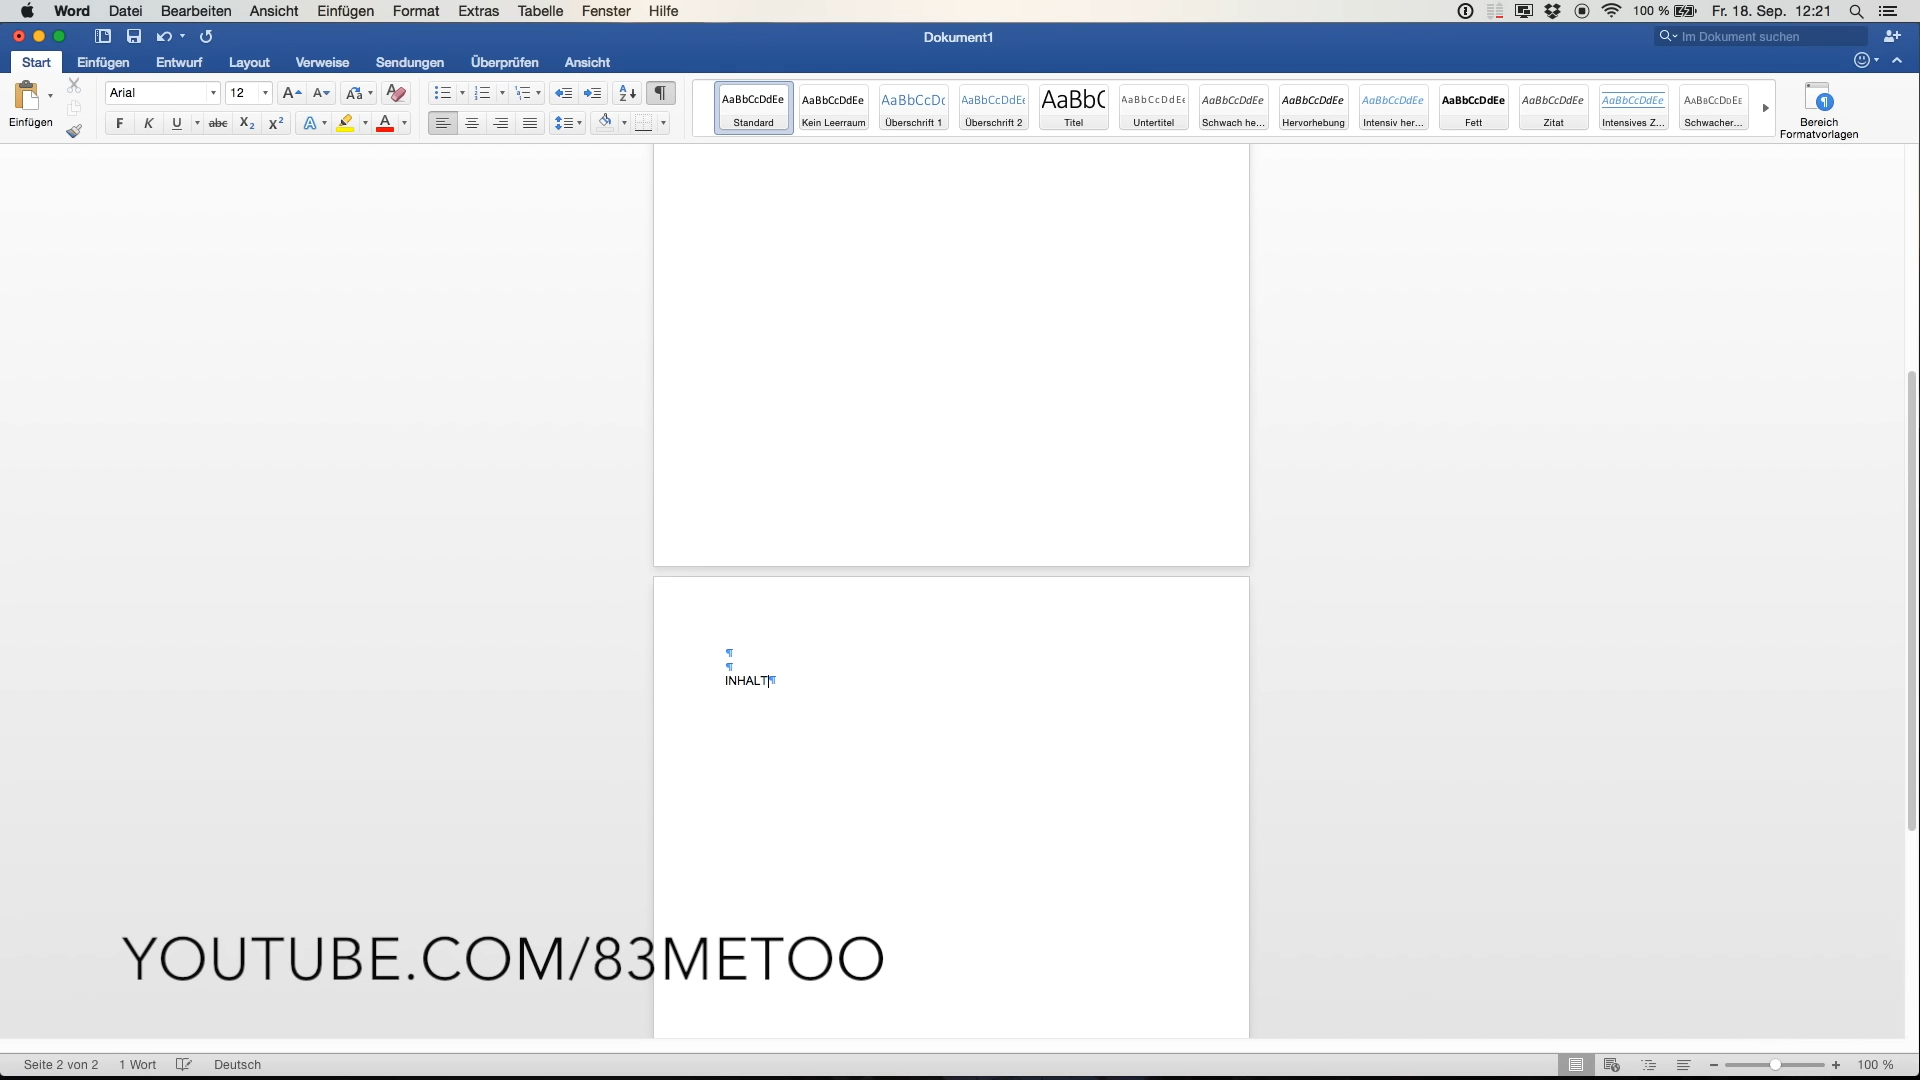 Word Datei Bearbeiten Ansicht Einfügen Format Extras Tabelle Fenster Hilfe 100 % Fr. 18. Sep. 12:21
Dokument1
Im Dokument suchen
Start Einfügen Entwurf Layout Verweise Sendungen Überprüfen Ansicht
Einfügen
Arial 12
F K U abc X2 X2 A A
AaBbCcDdEe AaBbCcDdEe AaBbCcDc AaBbCcDdEe AaBbC AaBbCcDdEe AaBbCcDdEe AaBbCcDdEe AaBbCcDdEe AaBbCcDdEe AaBbCcDdEe AaBbCcDdEe AaBbCcDdEe
Standard Kein Leerraum Überschrift 1 Überschrift 2 Titel Untertitel Schwach he... Hervorhebung Intensiv her... Fett Zitat Intensives Z... Schwacher...
Bereich
Formatvorlagen
¶
¶
INHALT¶
YOUTUBE.COM/83METOO
Seite 2 von 2 1 Wort Deutsch 100 %